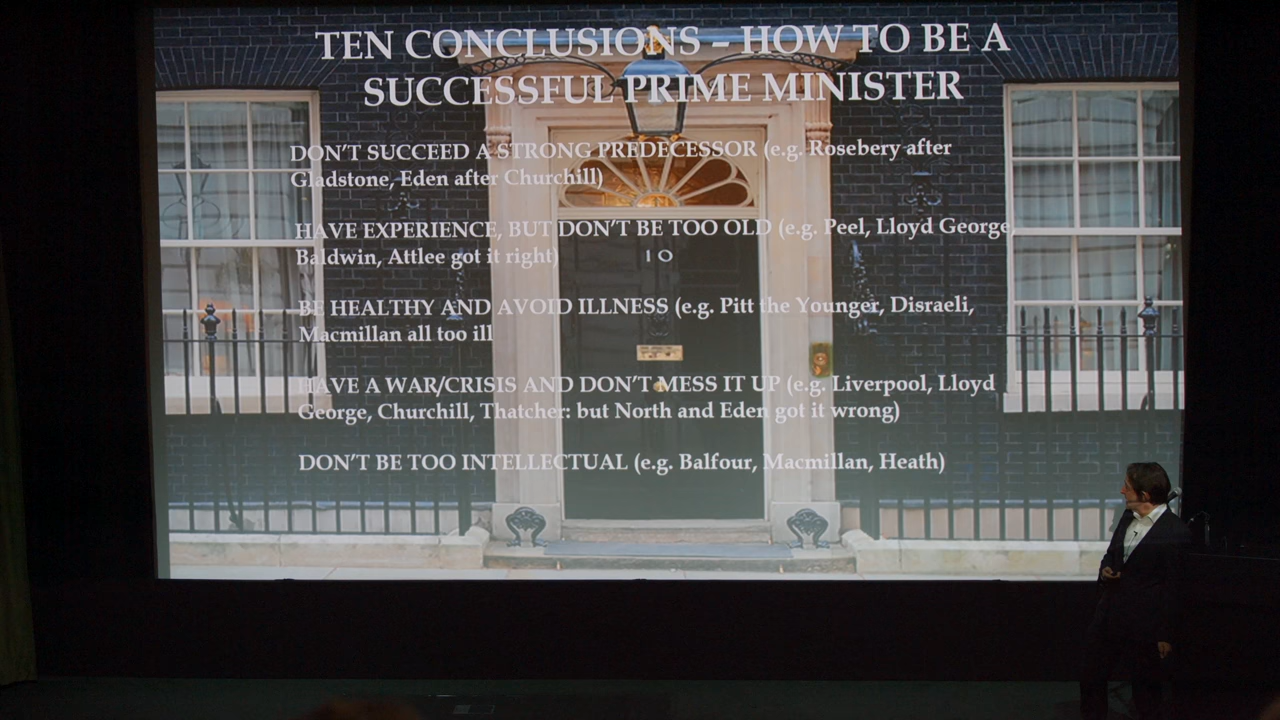 TEN CONCLUSIONS – HOW TO BE A
SUCCESSFUL PRIME MINISTER
DON'T SUCCEED A STRONG PREDECESSOR (e.g. Rosebery after
Gladstone, Eden after Churchill)
HAVE EXPERIENCE, BUT DON'T BE TOO OLD (e.g. Peel, Lloyd George,
Baldwin, Attlee got it right)
10
BE HEALTHY AND AVOID ILLNESS (e.g. Pitt the Younger, Disraeli,
Macmillan all too ill
HAVE A WAR/CRISIS AND DON'T MESS IT UP (e.g. Liverpool, Lloyd
George, Churchill, Thatcher: but North and Eden got it wrong)
DON'T BE TOO INTELLECTUAL (e.g. Balfour, Macmillan, Heath)